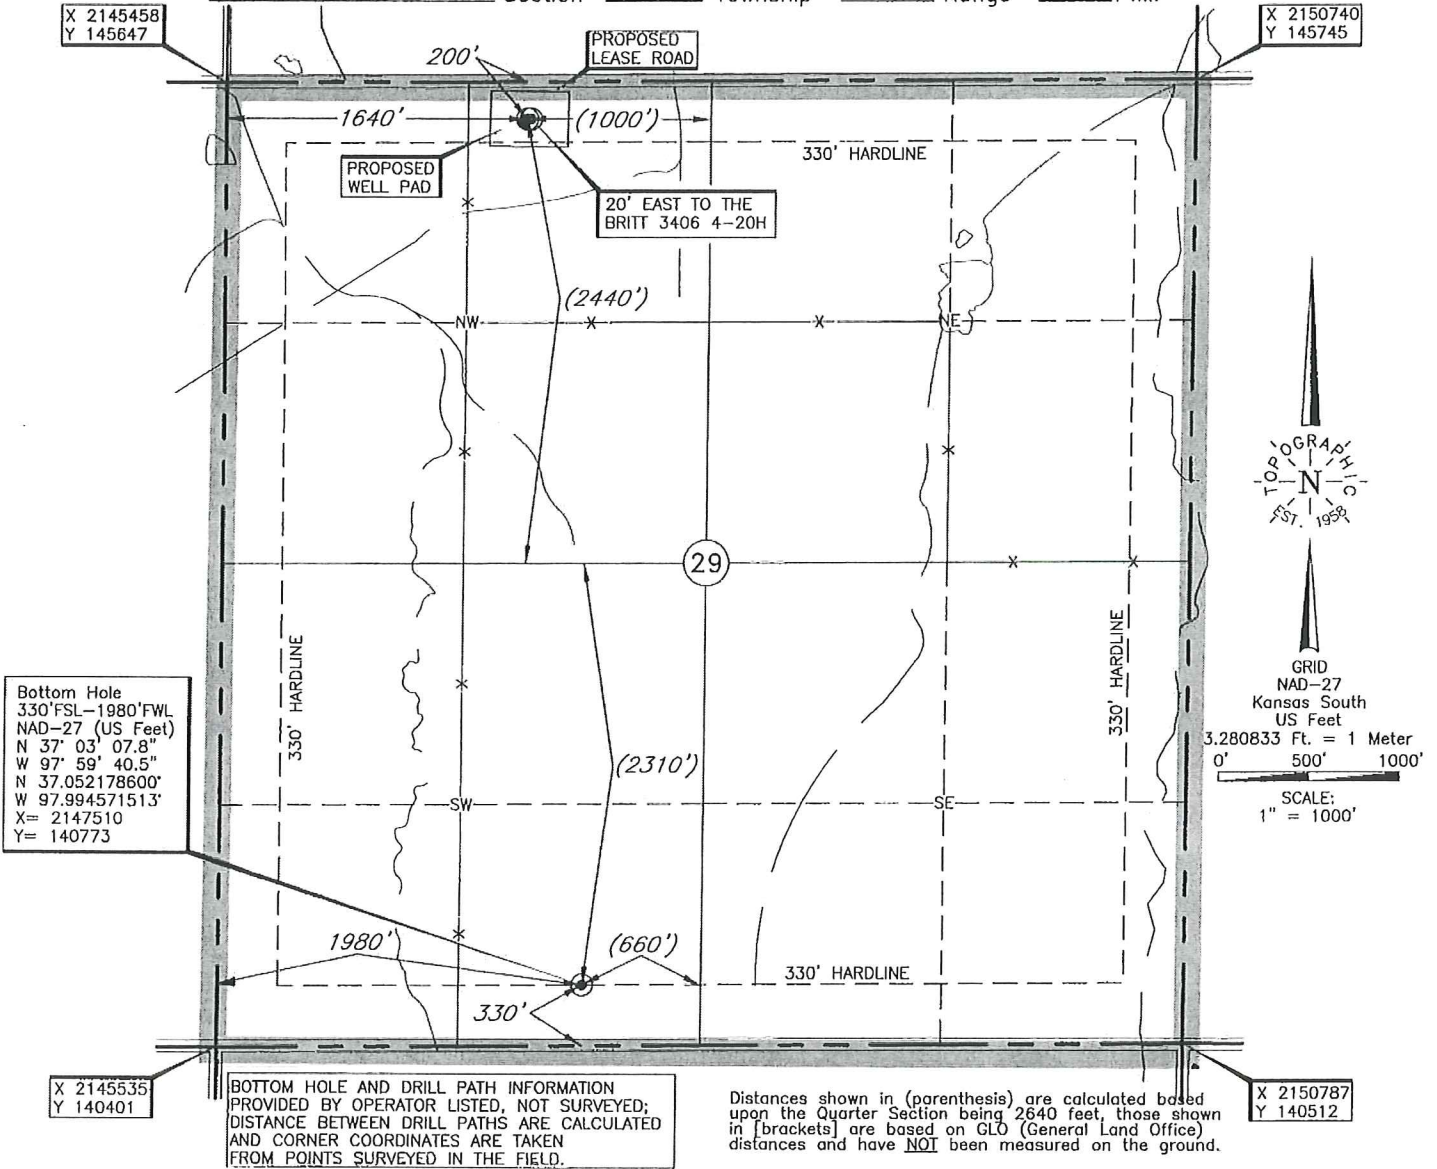 Section Township Range
X 2145458
Y 145647
X 2150740
Y 145745
PROPOSED
LEASE ROAD
200'
1640'
(1000')
330' HARDLINE
PROPOSED
WELL PAD
20' EAST TO THE
BRITT 3406 4-20H
(2440')
NW
NE
TOPOGRAPHIC
N
EST. 1958
29
330' HARDLINE
330' HARDLINE
GRID
NAD-27
Kansas South
US Feet
3.280833 Ft. = 1 Meter
0' 500' 1000'
SCALE:
1" = 1000'
Bottom Hole
330'FSL-1980'FWL
NAD-27 (US Feet)
N 37° 03' 07.8"
W 97° 59' 40.5"
N 37.052178600°
W 97.994571513°
X= 2147510
Y= 140773
(2310')
SW
SE
1980'
(660')
330' HARDLINE
330'
X 2145535
Y 140401
X 2150787
Y 140512
BOTTOM HOLE AND DRILL PATH INFORMATION
PROVIDED BY OPERATOR LISTED, NOT SURVEYED;
DISTANCE BETWEEN DRILL PATHS ARE CALCULATED
AND CORNER COORDINATES ARE TAKEN
FROM POINTS SURVEYED IN THE FIELD.
Distances shown in (parenthesis) are calculated based
upon the Quarter Section being 2640 feet, those shown
in [brackets] are based on GLO (General Land Office)
distances and have NOT been measured on the ground.